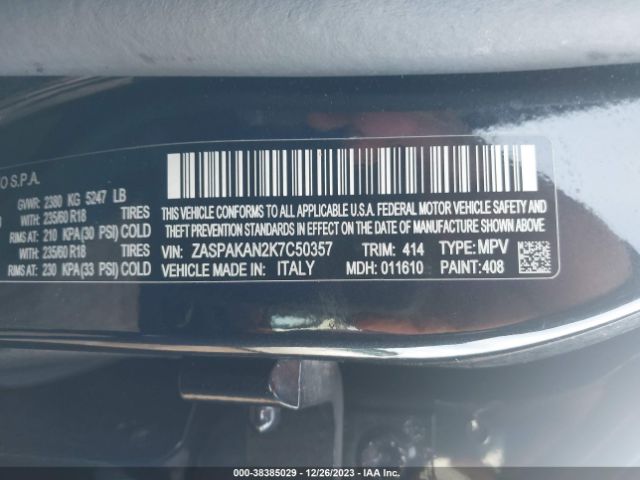 O S.P.A.
GVWR: 2380 KG 5247 LB
WITH: 235/60 R18 TIRES
RIMS AT: 210 KPA(30 PSI) COLD
WITH: 235/60 R18 TIRES
RIMS AT: 230 KPA(33 PSI) COLD
THIS VEHICLE CONFORMS TO ALL APPLICABLE U.S.A. FEDERAL MOTOR VEHICLE SAFETY, BUMPER, AND
THEFT PREVENTION STANDARDS IN EFFECT ON THE DATE OF MANUFACTURE SHOWN ABOVE.
VIN: ZASPAKAN2K7C50357 TRIM: 414 TYPE: MPV
VEHICLE MADE IN: ITALY MDH: 011610 PAINT: 408
000-38385029 - 12/26/2023 - IAA Inc.